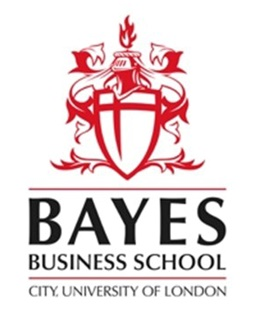 BAYES
BUSINESS SCHOOL
CITY, UNIVERSITY OF LONDON